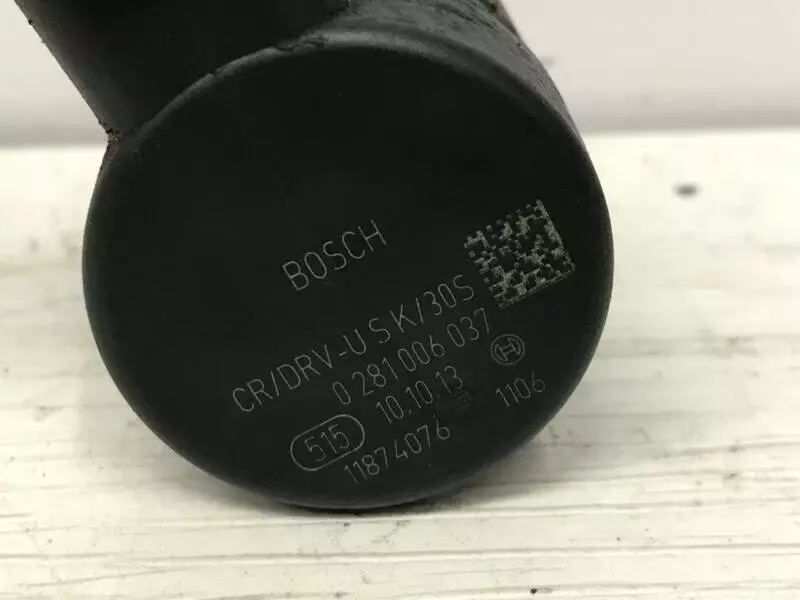 BOSCH
CR/DRV-U S K/30S
0 281 006 037
515 10.10.13
11874076 1106